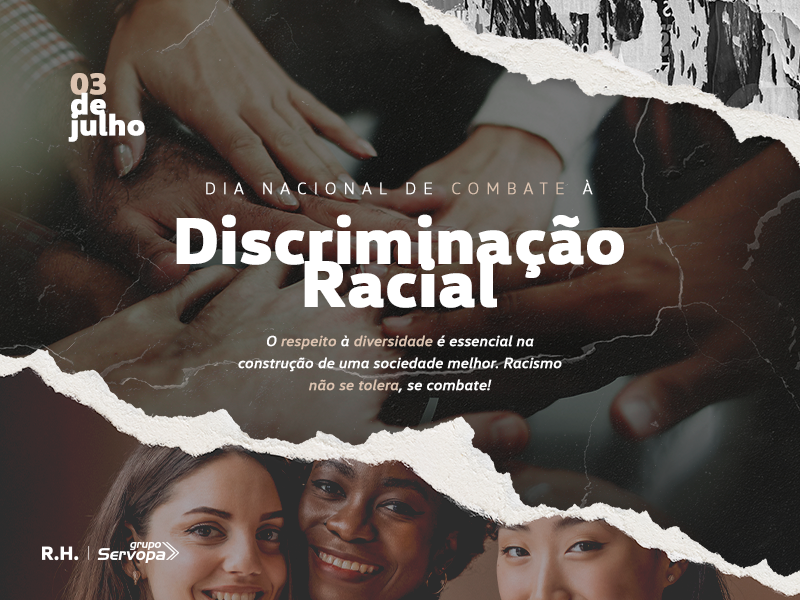 03
de
julho
DIA NACIONAL DE COMBATE À
Discriminação
Racial
O respeito à diversidade é essencial na
construção de uma sociedade melhor. Racismo
não se tolera, se combate!
R.H. | grupo
Servopa